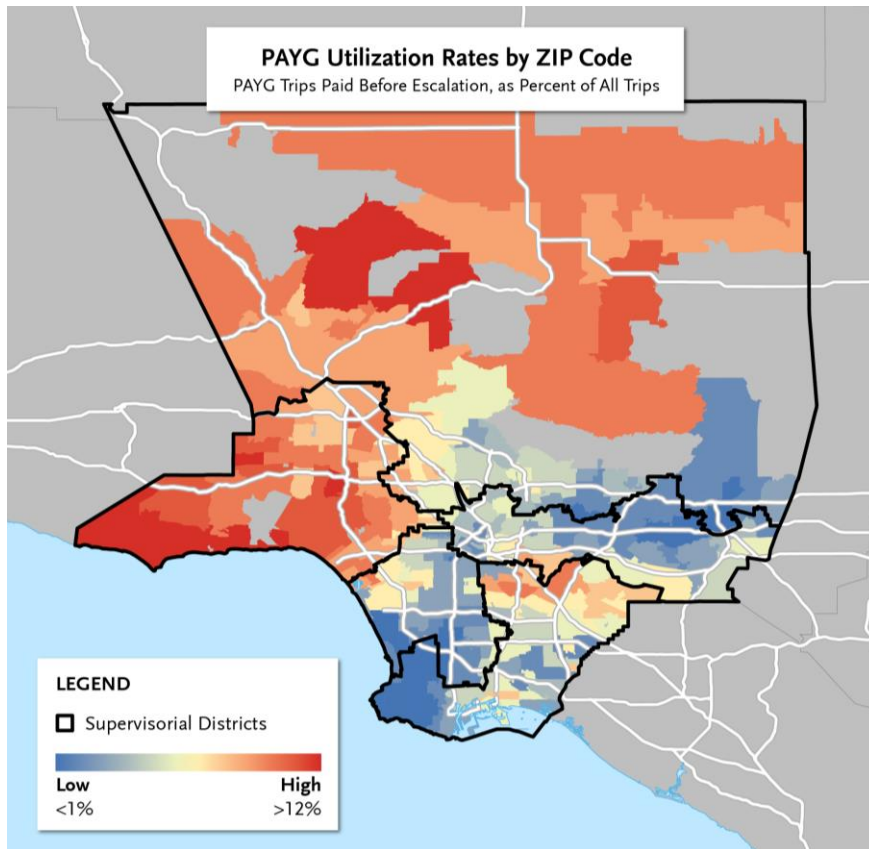 PAYG Utilization Rates by ZIP Code
PAYG Trips Paid Before Escalation, as Percent of All Trips
LEGEND
Supervisorial Districts
Low High
<1% >12%